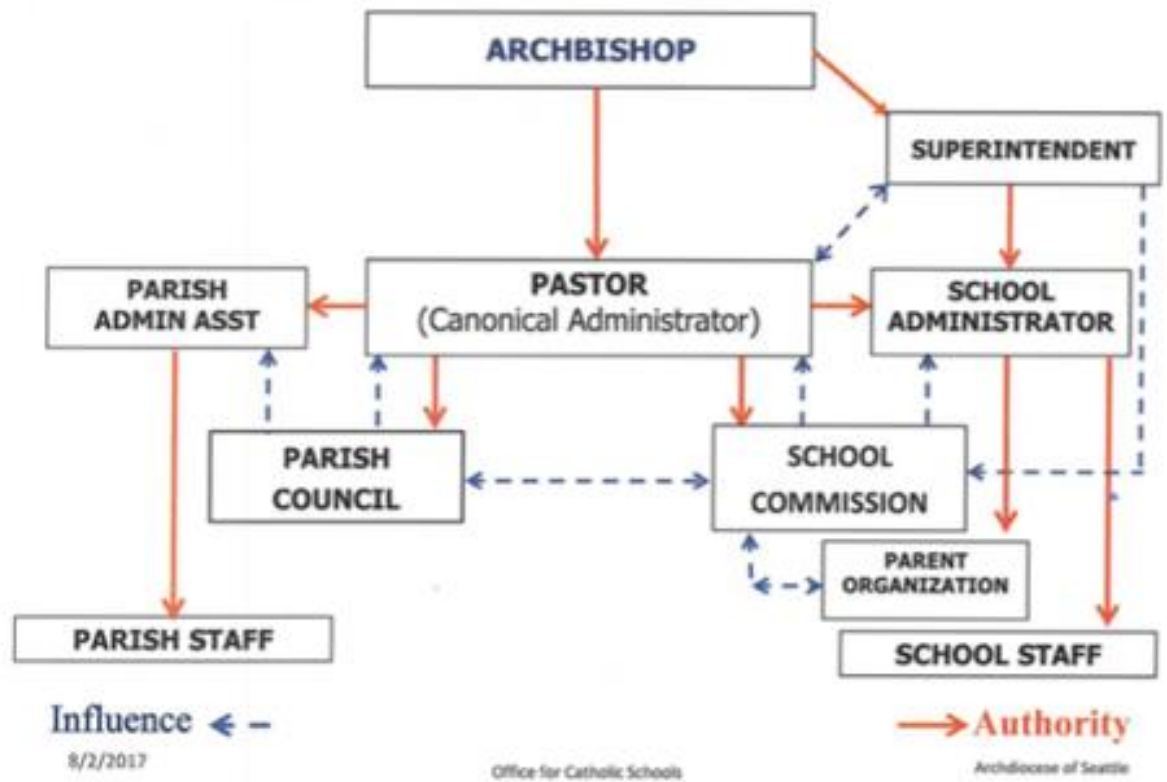 ARCHBISHOP
SUPERINTENDENT
PARISH
ADMIN ASST
PASTOR
(Canonical Administrator)
SCHOOL
ADMINISTRATOR
PARISH
COUNCIL
SCHOOL
COMMISSION
PARENT
ORGANIZATION
PARISH STAFF
SCHOOL STAFF
Influence
Authority
8/2/2017
Office for Catholic Schools
Archdiocese of Seattle